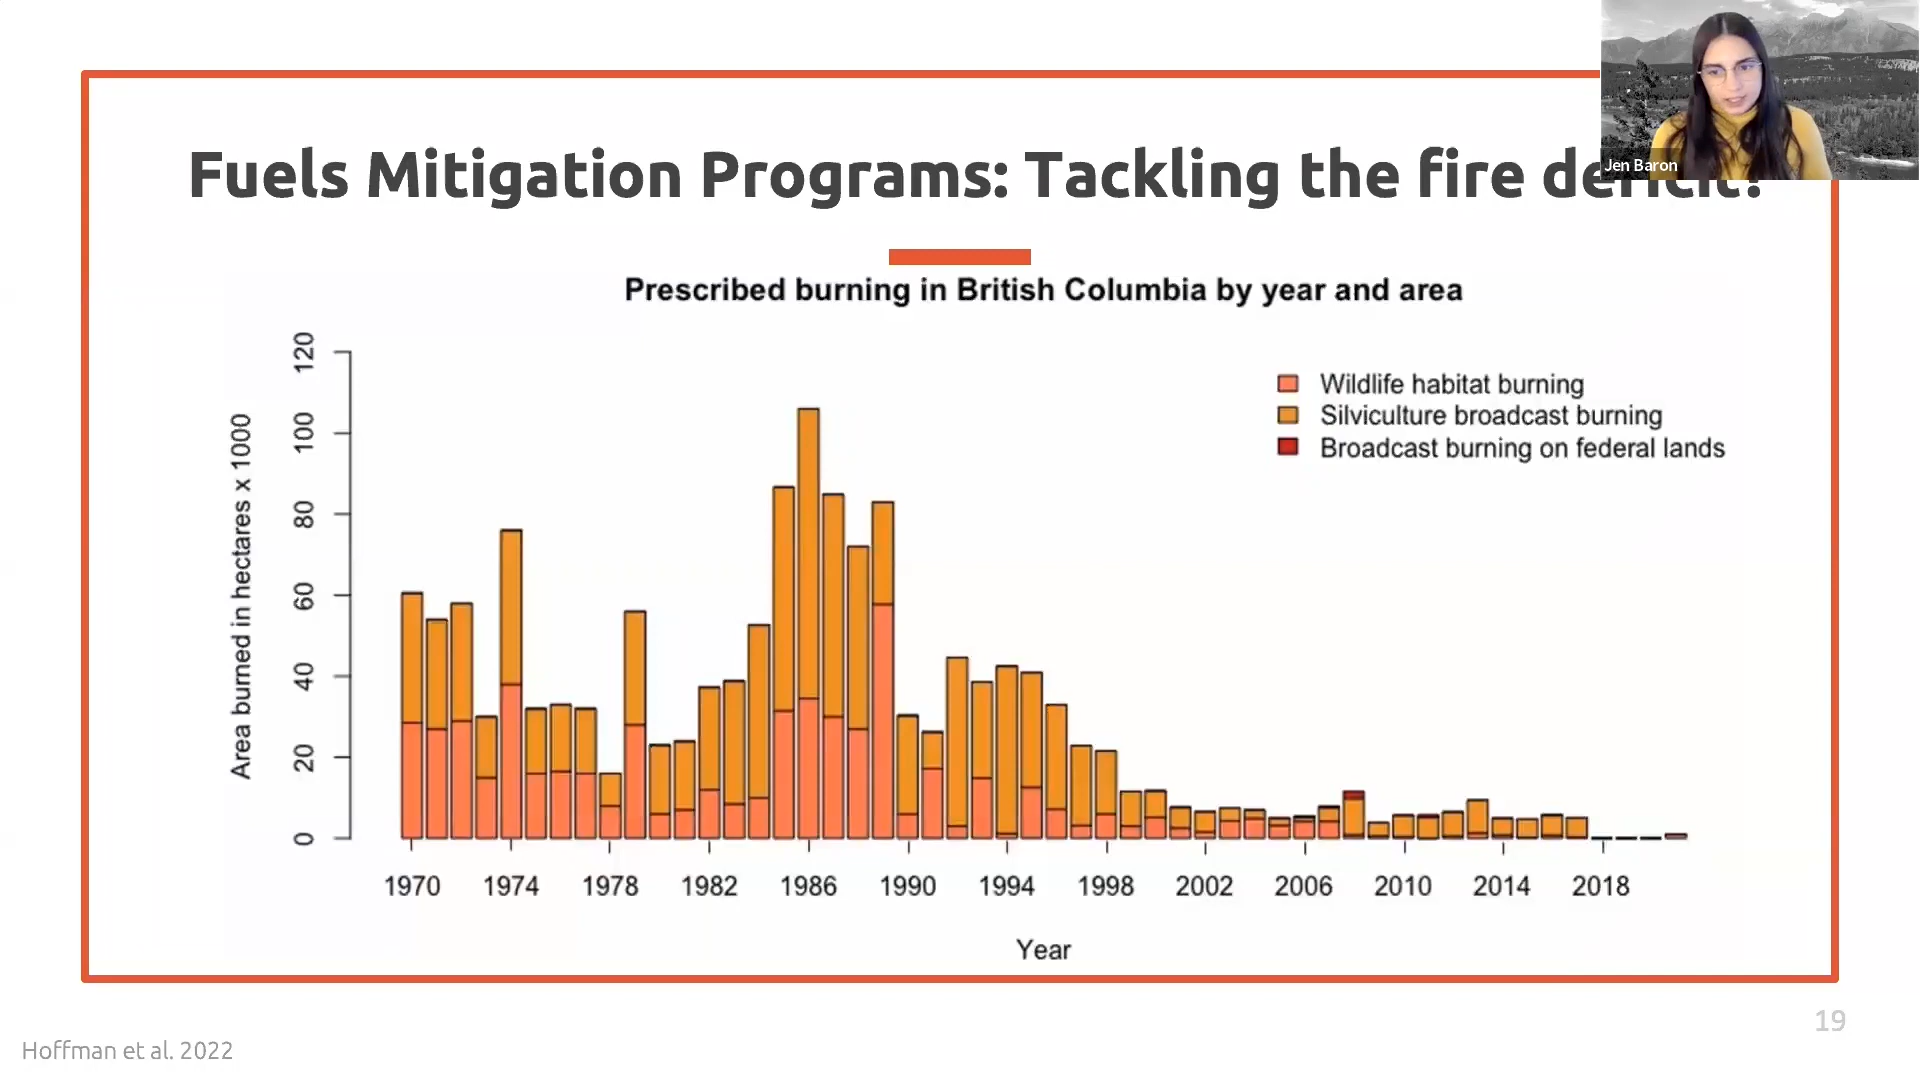 Jen Baron
Fuels Mitigation Programs: Tackling the fire deficit?
Prescribed burning in British Columbia by year and area
120
100
80
60
40
20
0
Area burned in hectares x 1000
Wildlife habitat burning
Silviculture broadcast burning
Broadcast burning on federal lands
1970 1974 1978 1982 1986 1990 1994 1998 2002 2006 2010 2014 2018
Year
19
Hoffman et al. 2022